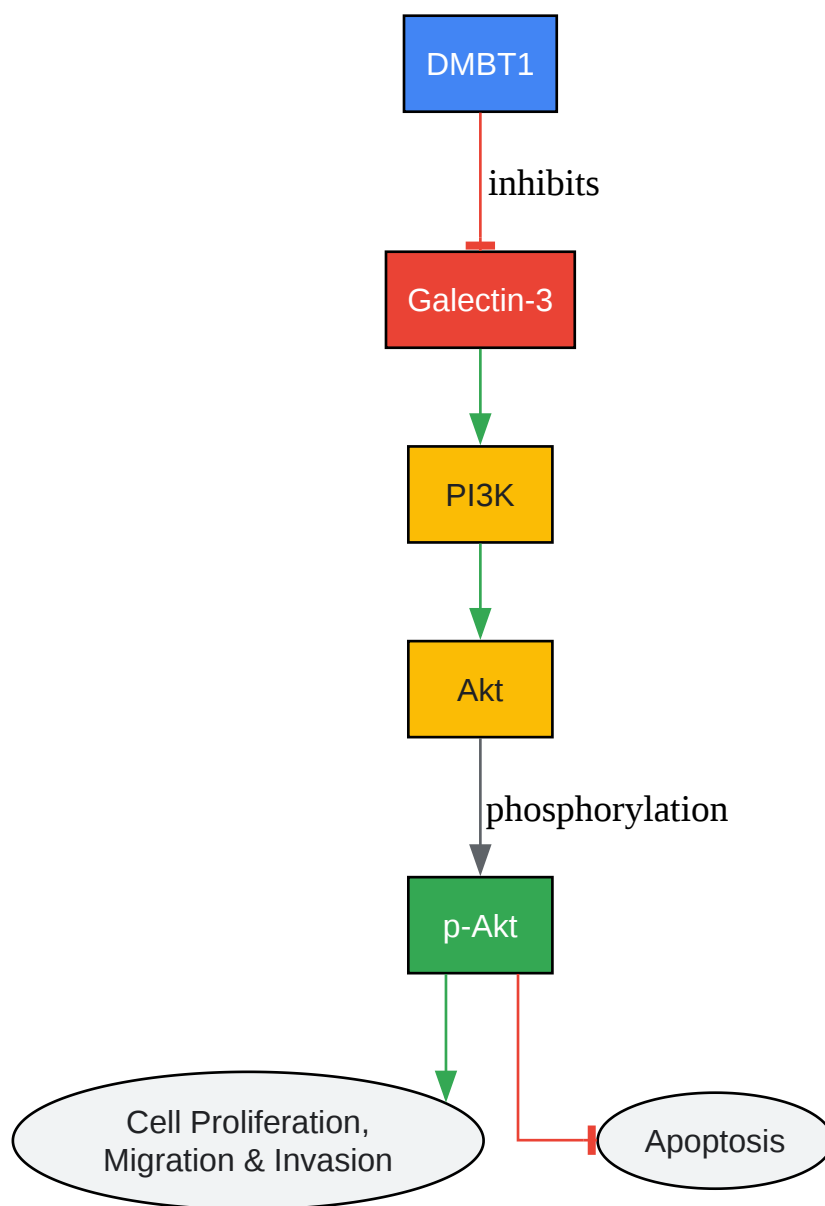 DMBT1
inhibits
Galectin-3
PI3K
Akt
phosphorylation
p-Akt
Cell Proliferation,
Migration & Invasion
Apoptosis